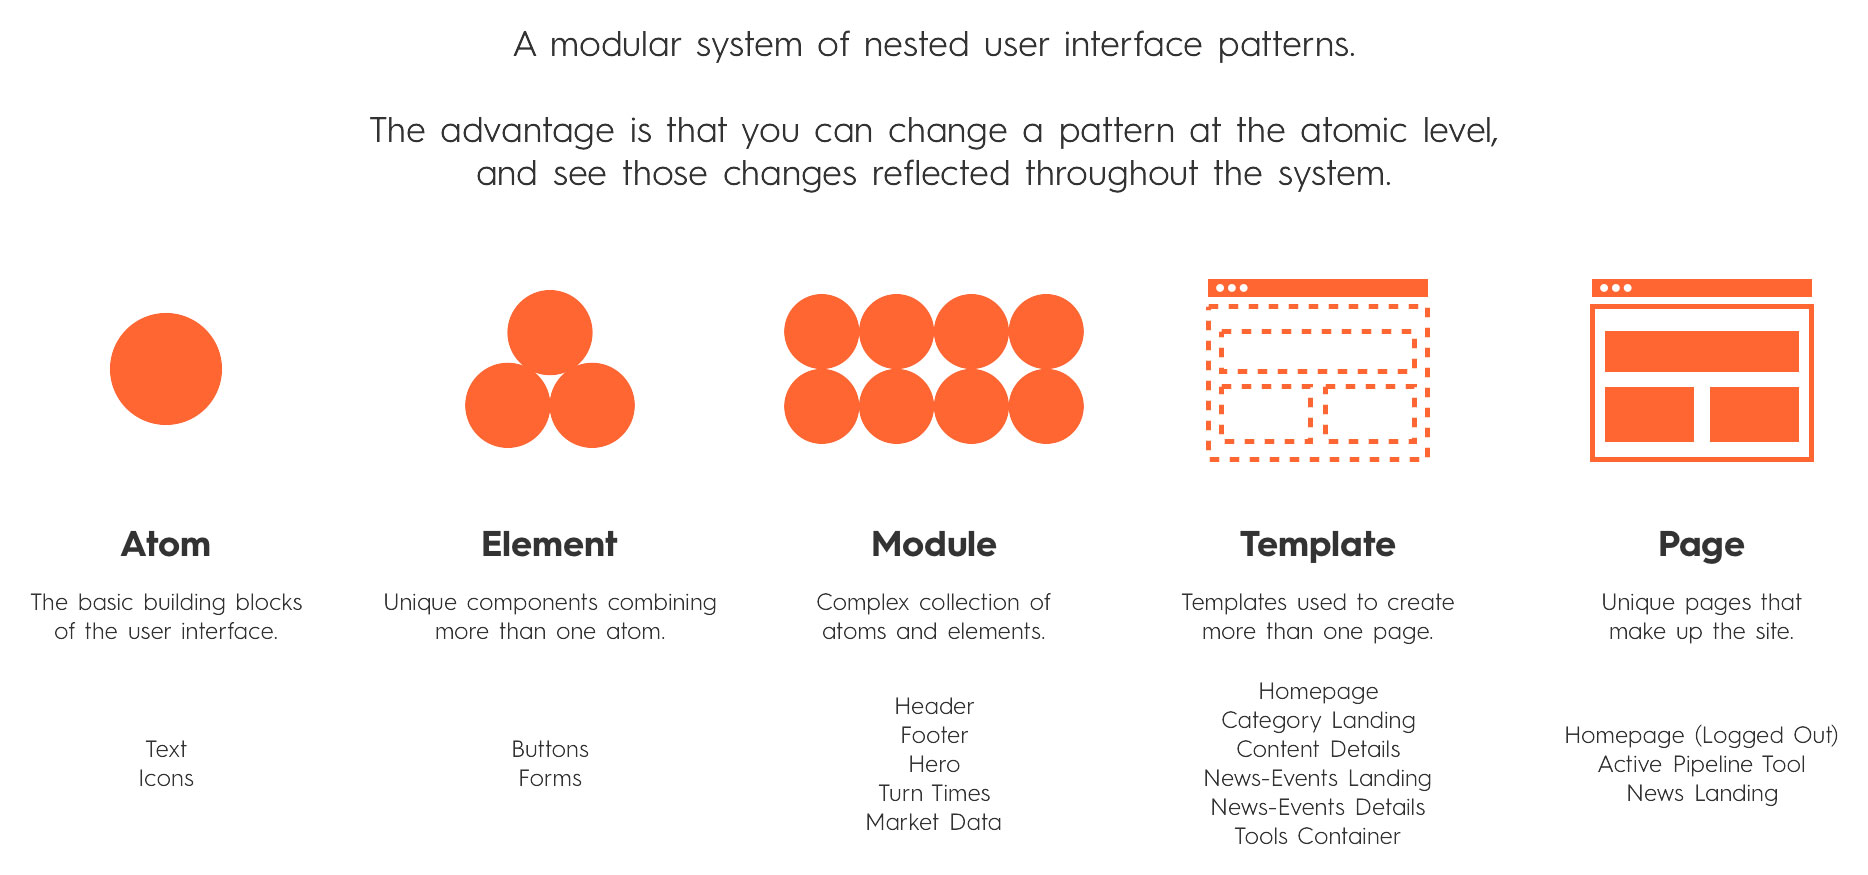 A modular system of nested user interface patterns.
The advantage is that you can change a pattern at the atomic level,
and see those changes reflected throughout the system.
Atom
The basic building blocks
of the user interface.
Text
Icons
Element
Unique components combining
more than one atom.
Buttons
Forms
Module
Complex collection of
atoms and elements.
Header
Footer
Hero
Turn Times
Market Data
Template
Templates used to create
more than one page.
Homepage
Category Landing
Content Details
News-Events Landing
News-Events Details
Tools Container
Page
Unique pages that
make up the site.
Homepage (Logged Out)
Active Pipeline Tool
News Landing